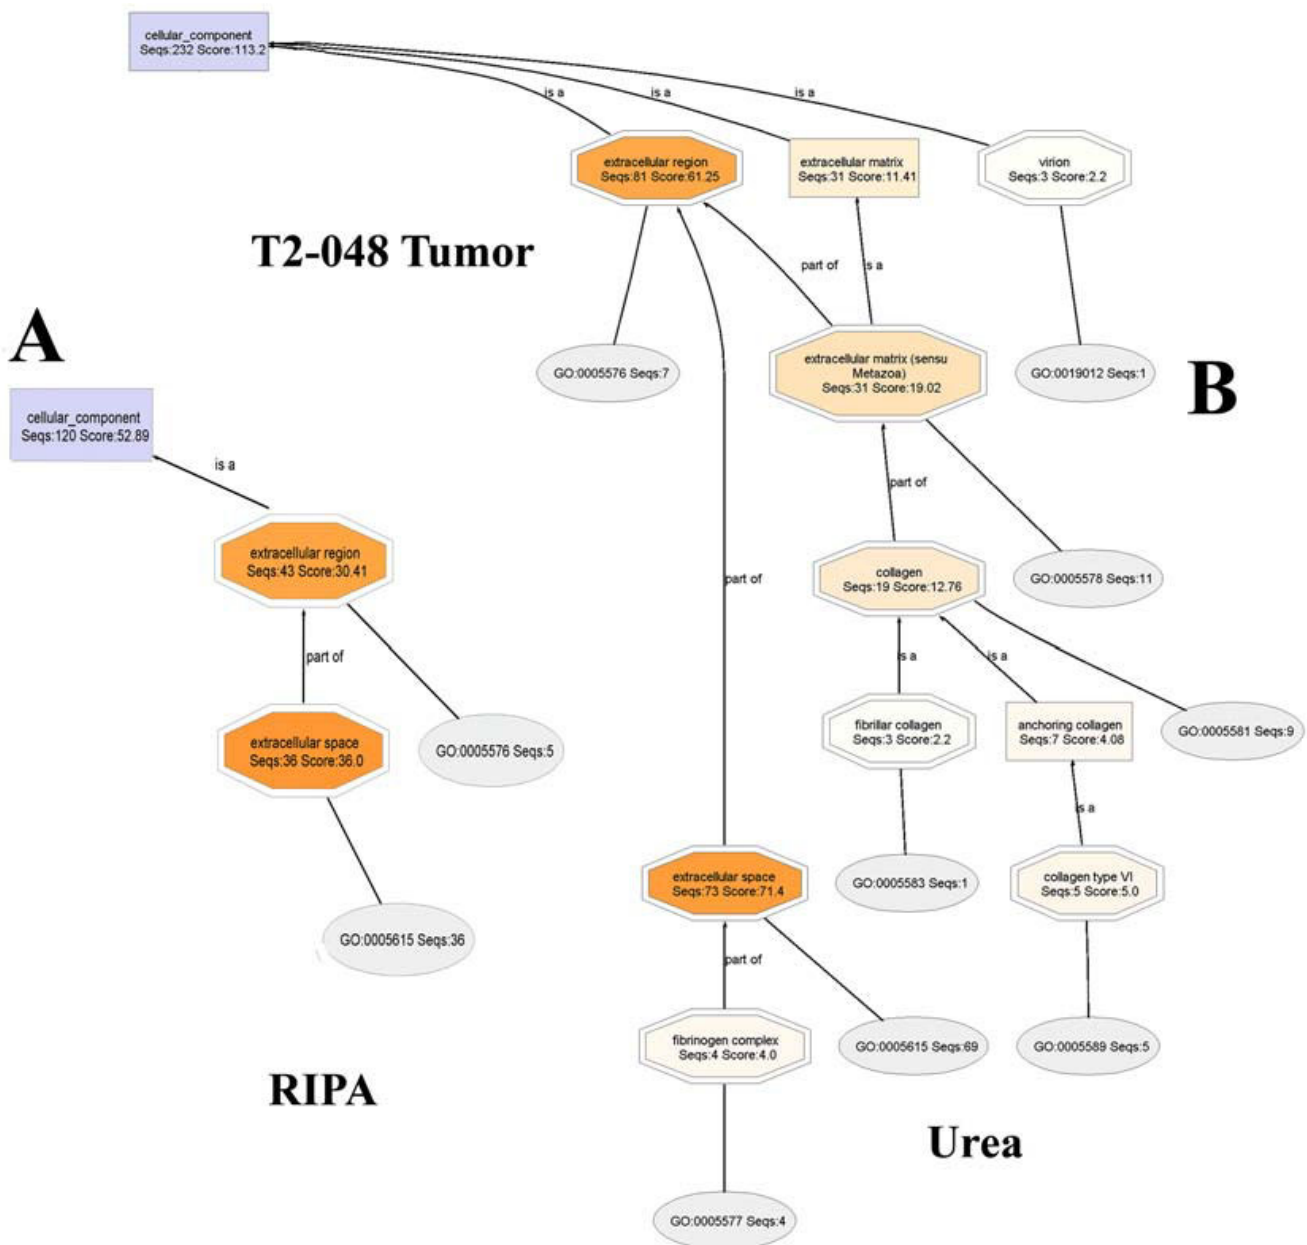 cellular_component
Seqs:232 Score:113.2
is a
is a
is a
extracellular region
Seqs:81 Score:61.25
extracellular matrix
Seqs:31 Score:11.41
virion
Seqs:3 Score:2.2
T2-048 Tumor
part of
is a
A
extracellular matrix (sensu
Metazoa)
Seqs:31 Score:19.02
GO:0005576 Seqs:7
GO:0019012 Seqs:1
B
cellular_component
Seqs:120 Score:52.89
is a
part of
extracellular region
Seqs:43 Score:30.41
collagen
Seqs:19 Score:12.76
GO:0005578 Seqs:11
part of
part of
is a
is a
extracellular space
Seqs:36 Score:36.0
GO:0005576 Seqs:5
fibrillar collagen
Seqs:3 Score:2.2
anchoring collagen
Seqs:7 Score:4.08
GO:0005581 Seqs:9
is a
extracellular space
Seqs:73 Score:71.4
GO:0005583 Seqs:1
collagen type VI
Seqs:5 Score:5.0
GO:0005615 Seqs:36
part of
fibrinogen complex
Seqs:4 Score:4.0
GO:0005615 Seqs:69
GO:0005589 Seqs:5
RIPA
Urea
GO:0005577 Seqs:4